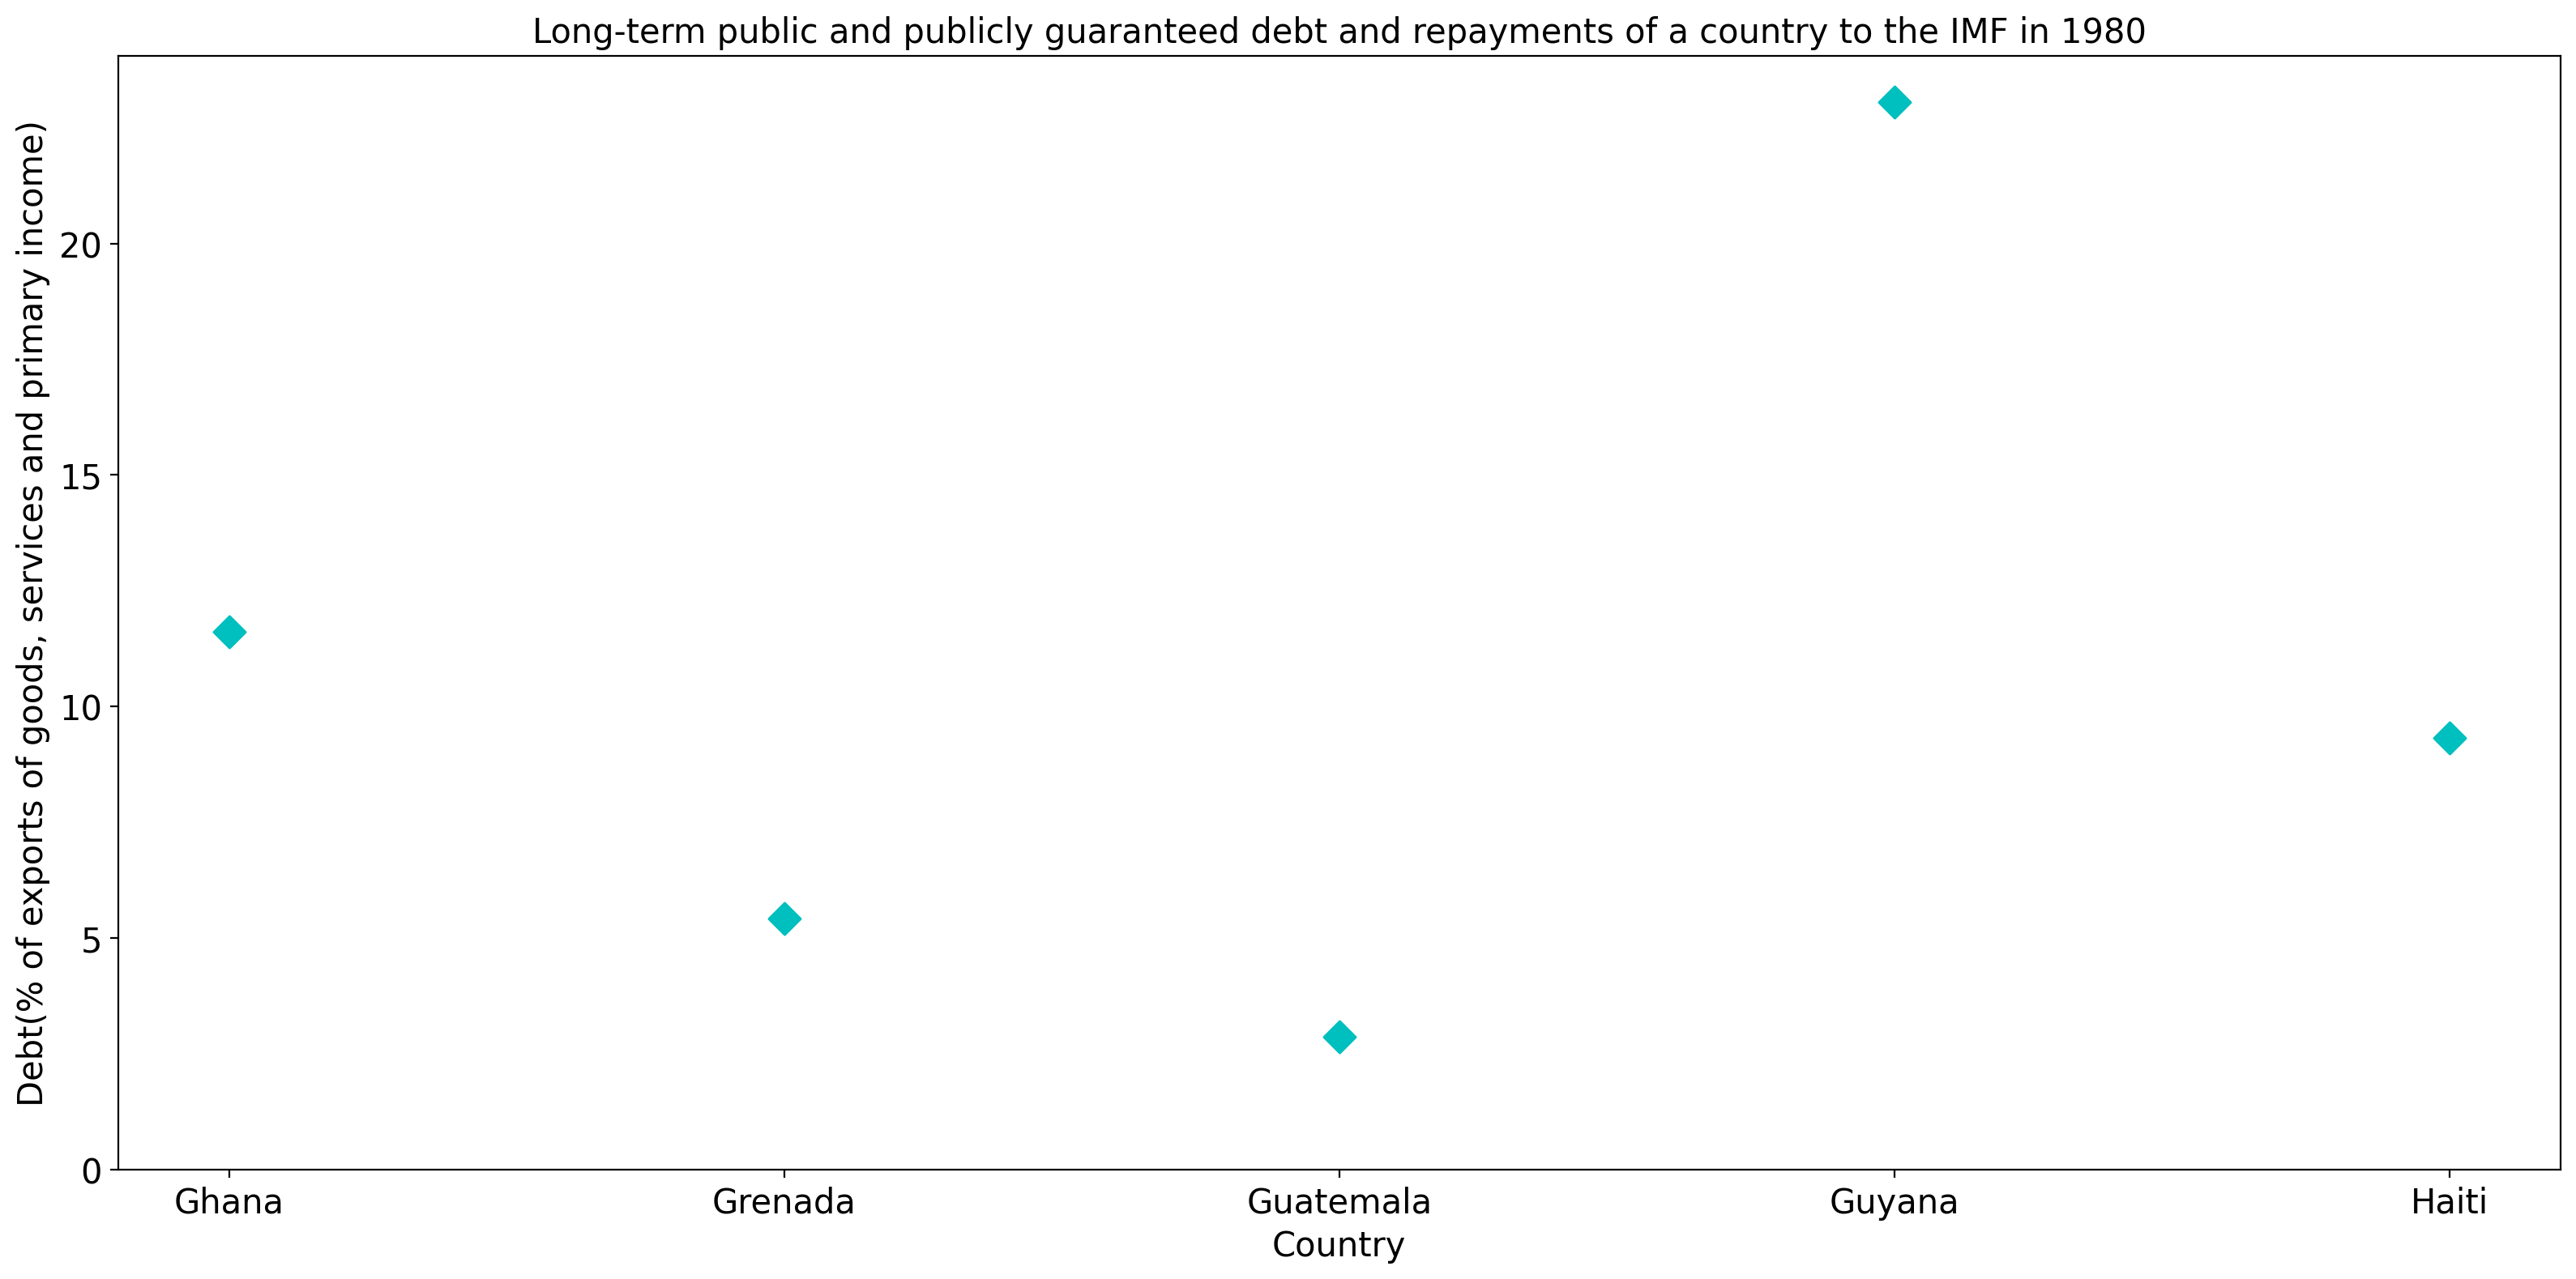 Long-term public and publicly guaranteed debt and repayments of a country to the IMF in 1980
Debt(% of exports of goods, services and primary income)
20
15
10
5
0
Ghana Grenada Guatemala Guyana Haiti
Country